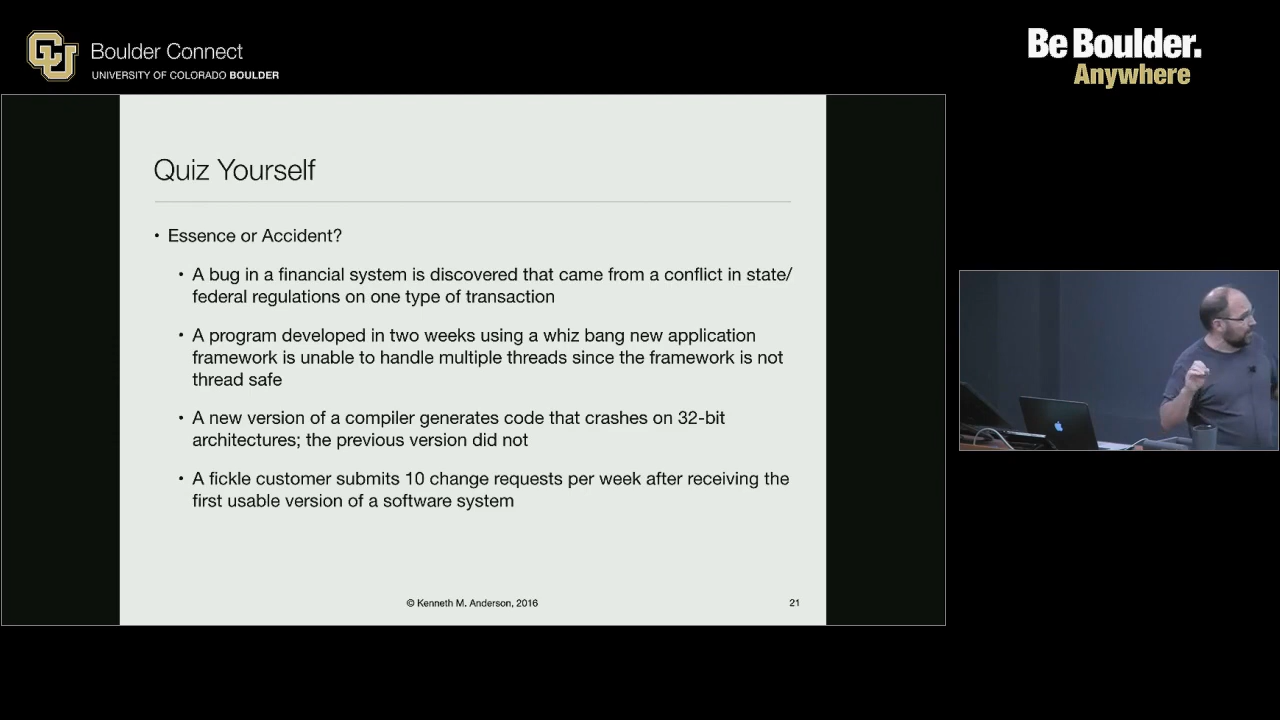 Boulder Connect
UNIVERSITY OF COLORADO BOULDER
Be Boulder.
Anywhere
Quiz Yourself
• Essence or Accident?
• A bug in a financial system is discovered that came from a conflict in state/
federal regulations on one type of transaction
• A program developed in two weeks using a whiz bang new application
framework is unable to handle multiple threads since the framework is not
thread safe
• A new version of a compiler generates code that crashes on 32-bit
architectures; the previous version did not
• A fickle customer submits 10 change requests per week after receiving the
first usable version of a software system
© Kenneth M. Anderson, 2016
21